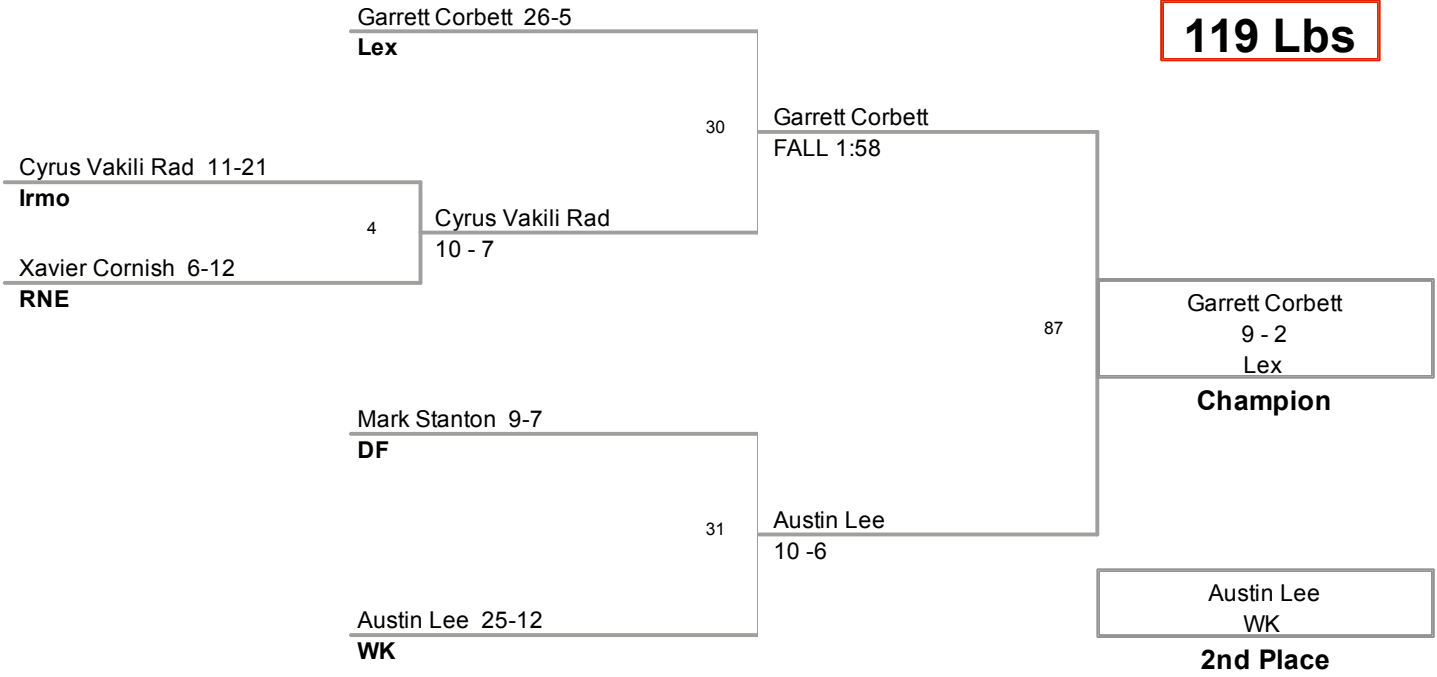 Garrett Corbett 26-5
Lex
119 Lbs
30
Garrett Corbett
FALL 1:58
Cyrus Vakili Rad 11-21
Irmo
4
Cyrus Vakili Rad
10 - 7
Xavier Cornish 6-12
RNE
87
Garrett Corbett
9 - 2
Lex
Champion
Mark Stanton 9-7
DF
31
Austin Lee
10 -6
Austin Lee 25-12
WK
Austin Lee
WK
2nd Place